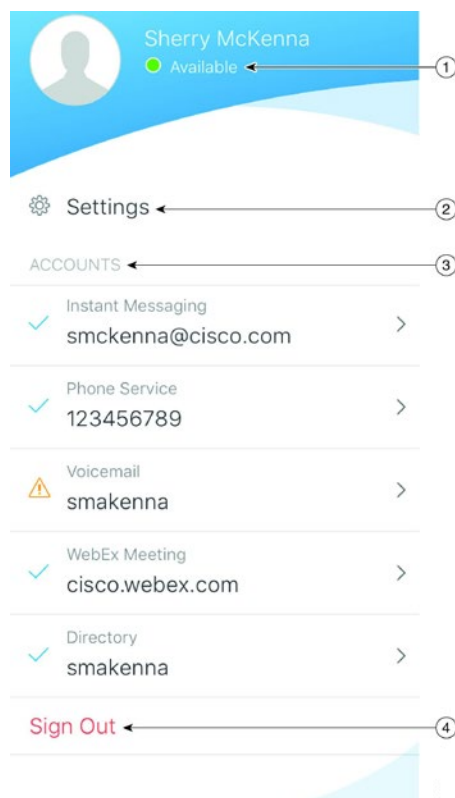 Sherry McKenna
Available
1
Settings
2
ACCOUNTS
3
Instant Messaging
smckenna@cisco.com
Phone Service
123456789
Voicemail
smakenna
WebEx Meeting
cisco.webex.com
Directory
smakenna
Sign Out
4